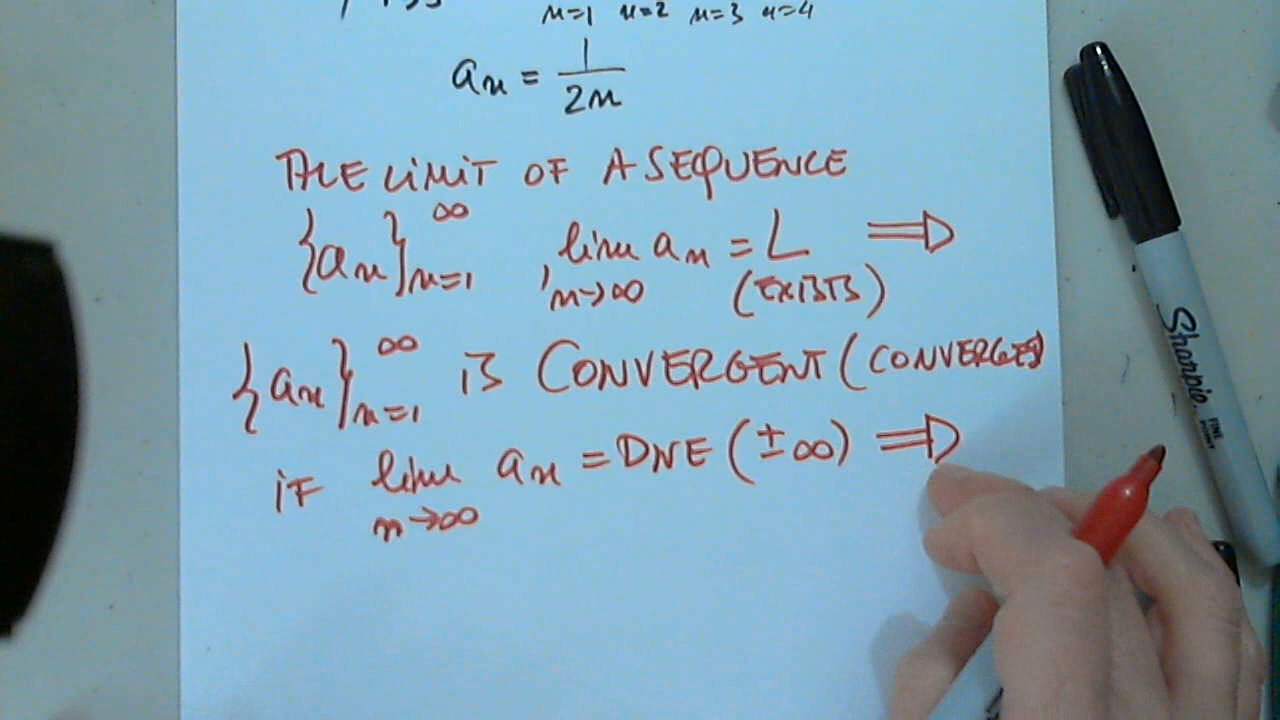 n=1 n=2 n=3 n=4
aₙ = 1/2n
THE LIMIT OF A SEQUENCE
{aₙ}ₙ₌₁^∞ , lim n→∞ aₙ = L (EXISTS) ⇒
{aₙ}ₙ₌₁^∞ IS CONVERGENT (CONVERGES)
IF lim n→∞ aₙ = DNE (±∞) ⇒
Sharpie.